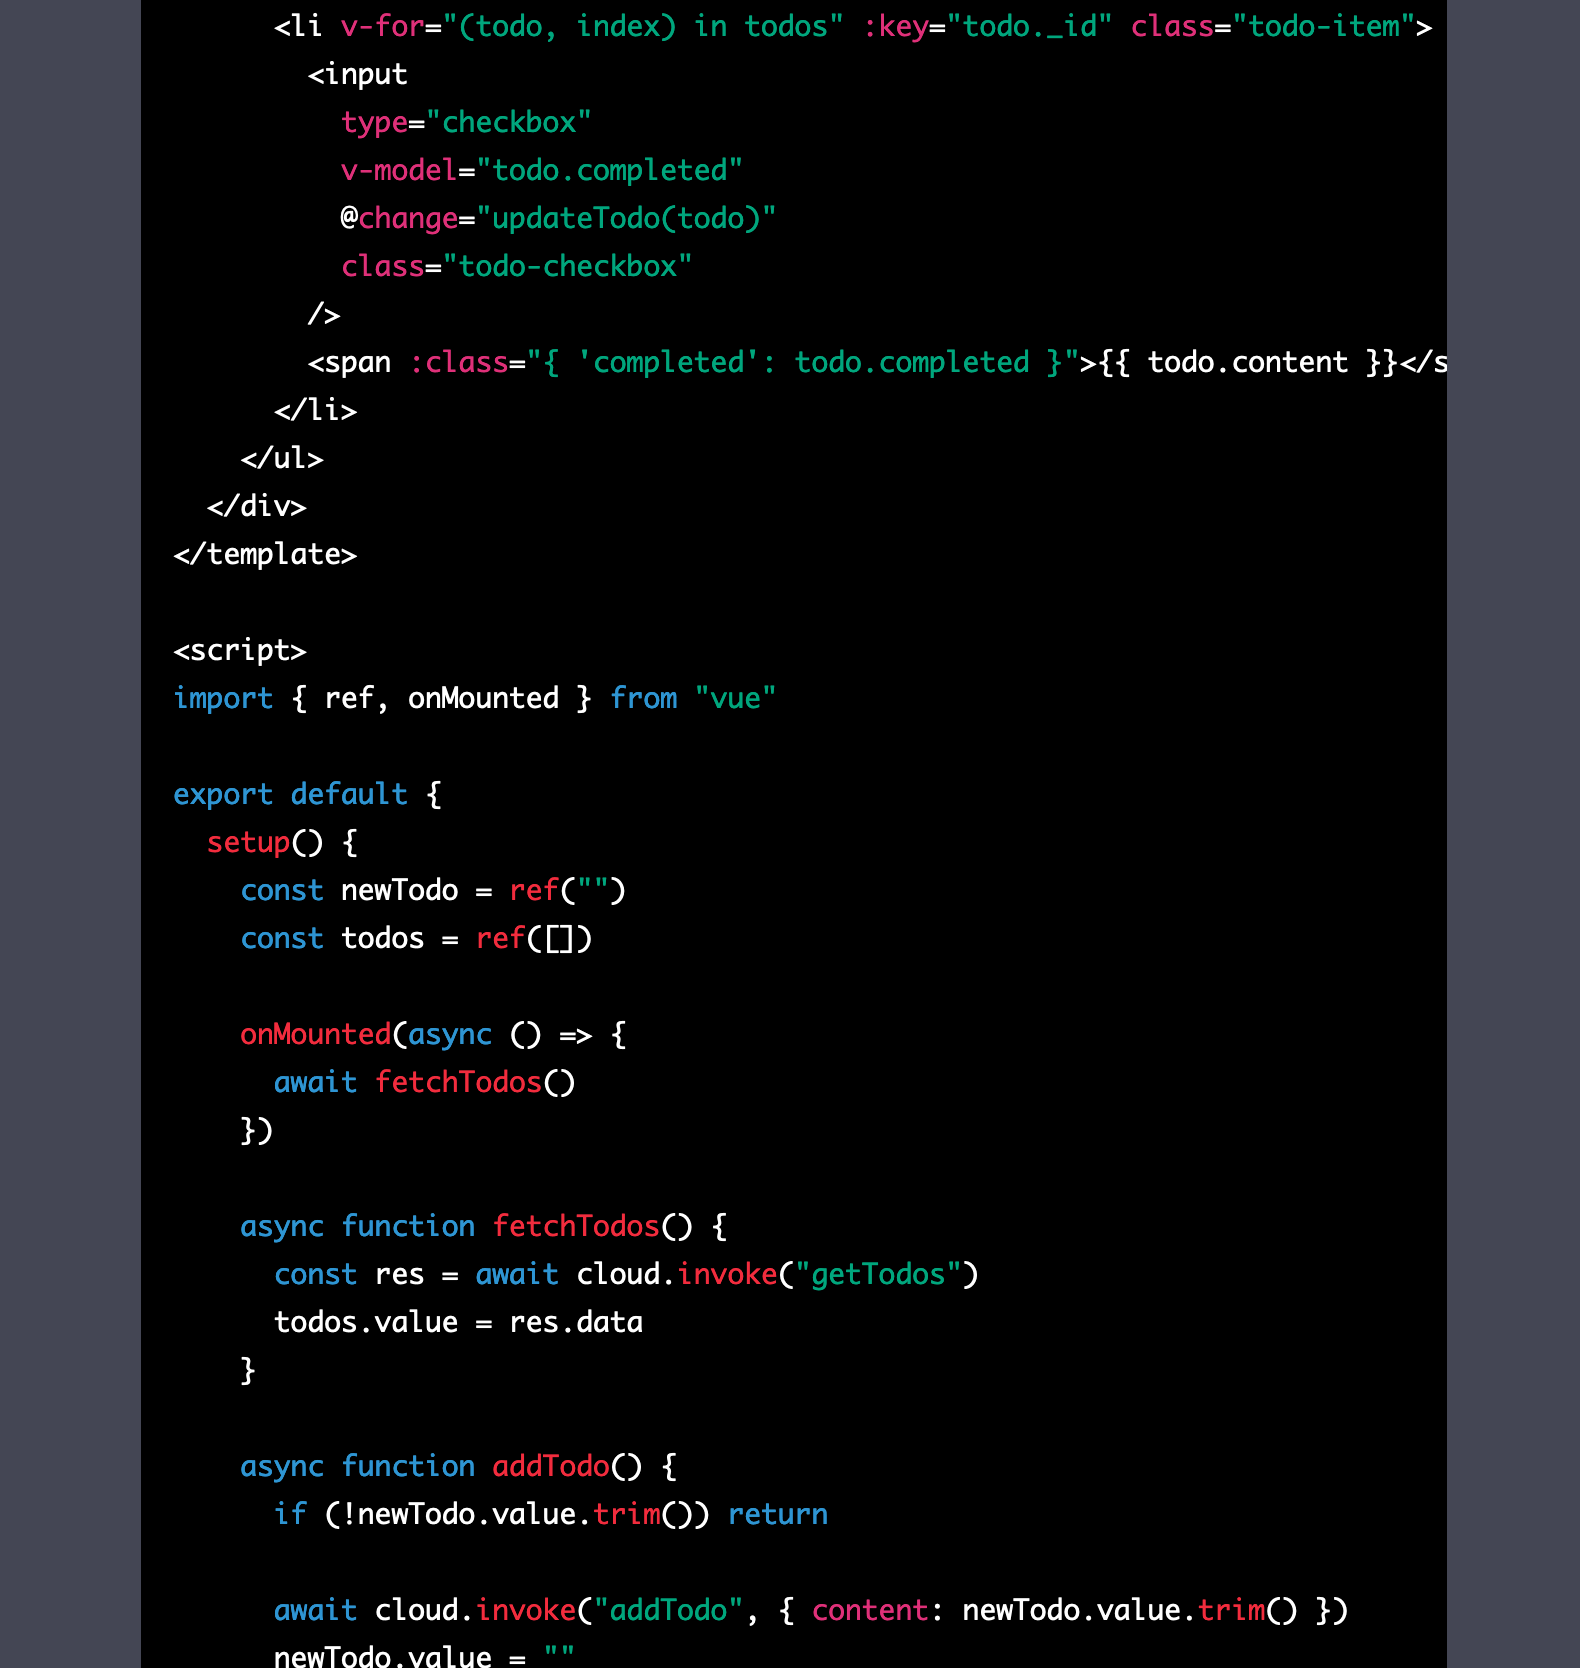 <li v-for="(todo, index) in todos" :key="todo._id" class="todo-item">
<input
type="checkbox"
v-model="todo.completed"
@change="updateTodo(todo)"
class="todo-checkbox"
/>
<span :class="{ 'completed': todo.completed }">{{ todo.content }}</s
</li>
</ul>
</div>
</template>
<script>
import { ref, onMounted } from "vue"
export default {
setup() {
const newTodo = ref("")
const todos = ref([])
onMounted(async () => {
await fetchTodos()
})
async function fetchTodos() {
const res = await cloud.invoke("getTodos")
todos.value = res.data
}
async function addTodo() {
if (!newTodo.value.trim()) return
await cloud.invoke("addTodo", { content: newTodo.value.trim() })
newTodo.value = ""